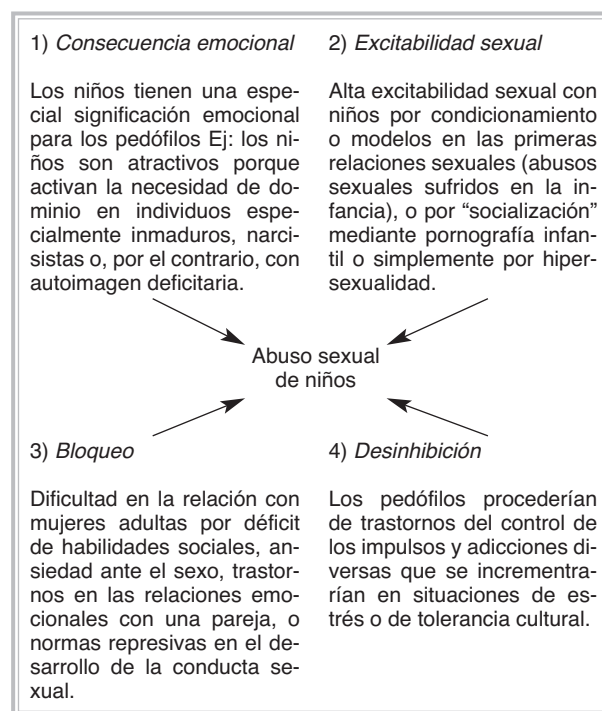 1) Consecuencia emocional
Los niños tienen una espe-
cial significación emocional
para los pedófilos Ej: los ni-
ños son atractivos porque
activan la necesidad de do-
minio en individuos espe-
cialmente inmaduros, narci-
sistas o, por el contrario, con
autoimagen deficitaria.
2) Excitabilidad sexual
Alta excitabilidad sexual con
niños por condicionamiento
o modelos en las primeras
relaciones sexuales (abusos
sexuales sufridos en la in-
fancia), o por “socialización”
mediante pornografía infan-
til o simplemente por hiper-
sexualidad.
Abuso sexual
de niños
3) Bloqueo
Dificultad en la relación con
mujeres adultas por déficit
de habilidades sociales, an-
siedad ante el sexo, trastor-
nos en las relaciones emo-
cionales con una pareja, o
normas represivas en el de-
sarrollo de la conducta se-
xual.
4) Desinhibición
Los pedófilos procederían
de trastornos del control de
los impulsos y adicciones di-
versas que se incrementa-
rían en situaciones de es-
trés o de tolerancia cultural.